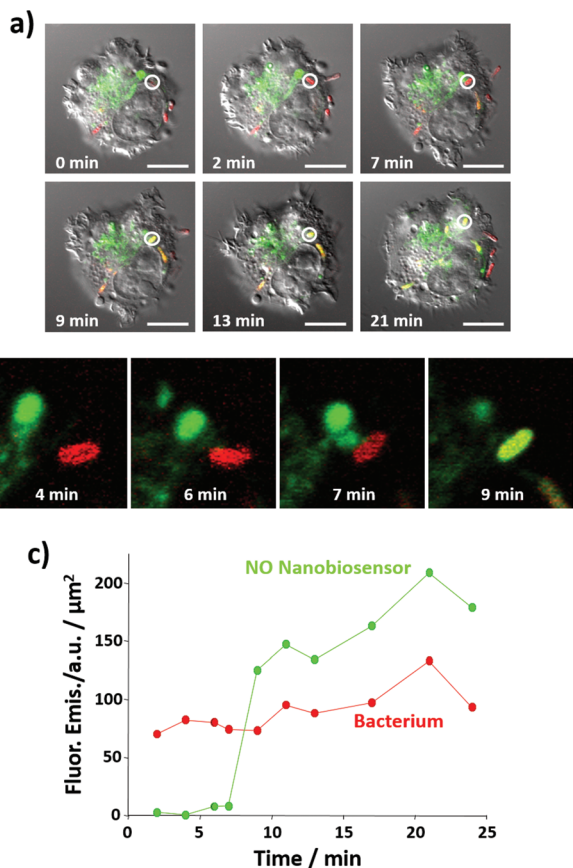 a)
0 min
2 min
7 min
9 min
13 min
21 min
4 min
6 min
7 min
9 min
c)
NO Nanobiosensor
Bacterium
Fluor. Emis./a.u. / μm²
200
150
100
50
0
0
5
10
15
20
25
Time / min